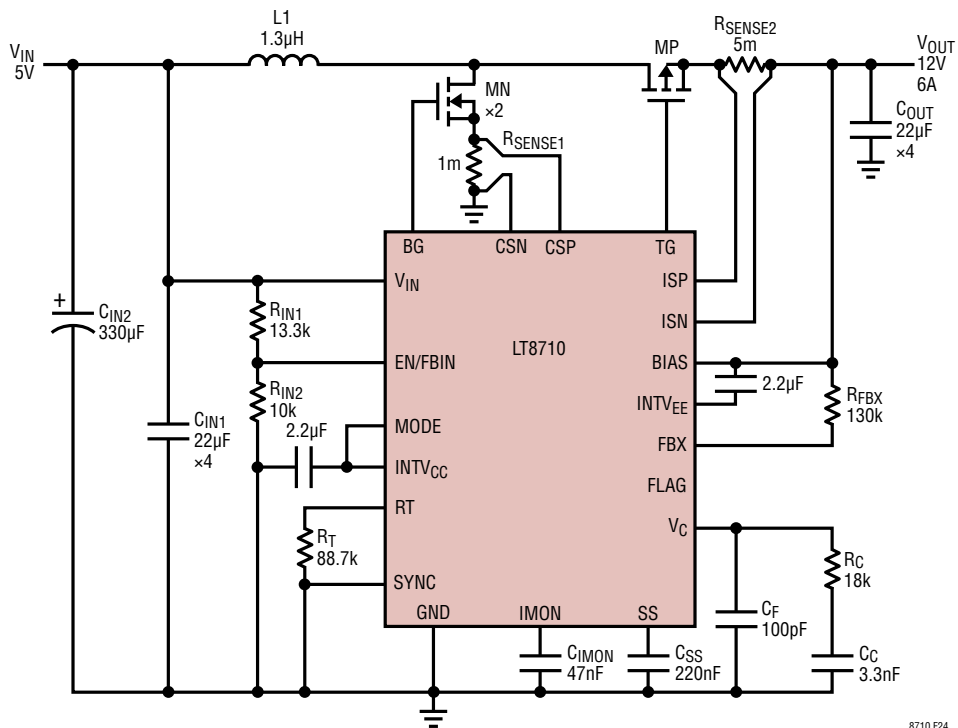 L1
1.3µH
VIN
5V
MN
×2
RSENSE1
1m
MP
RSENSE2
5m
VOUT
12V
6A
COUT
22µF
×4
+
CIN2
330µF
CIN1
22µF
×4
RIN1
13.3k
RIN2
10k
2.2µF
RT
88.7k
BG
CSN
CSP
TG
VIN
EN/FBIN
MODE
INTVCC
RT
SYNC
GND
IMON
SS
LT8710
ISP
ISN
BIAS
INTVEE
FBX
FLAG
VC
2.2µF
RFBX
130k
RC
18k
CF
100pF
CC
3.3nF
CIMON
47nF
CSS
220nF
8710 F24